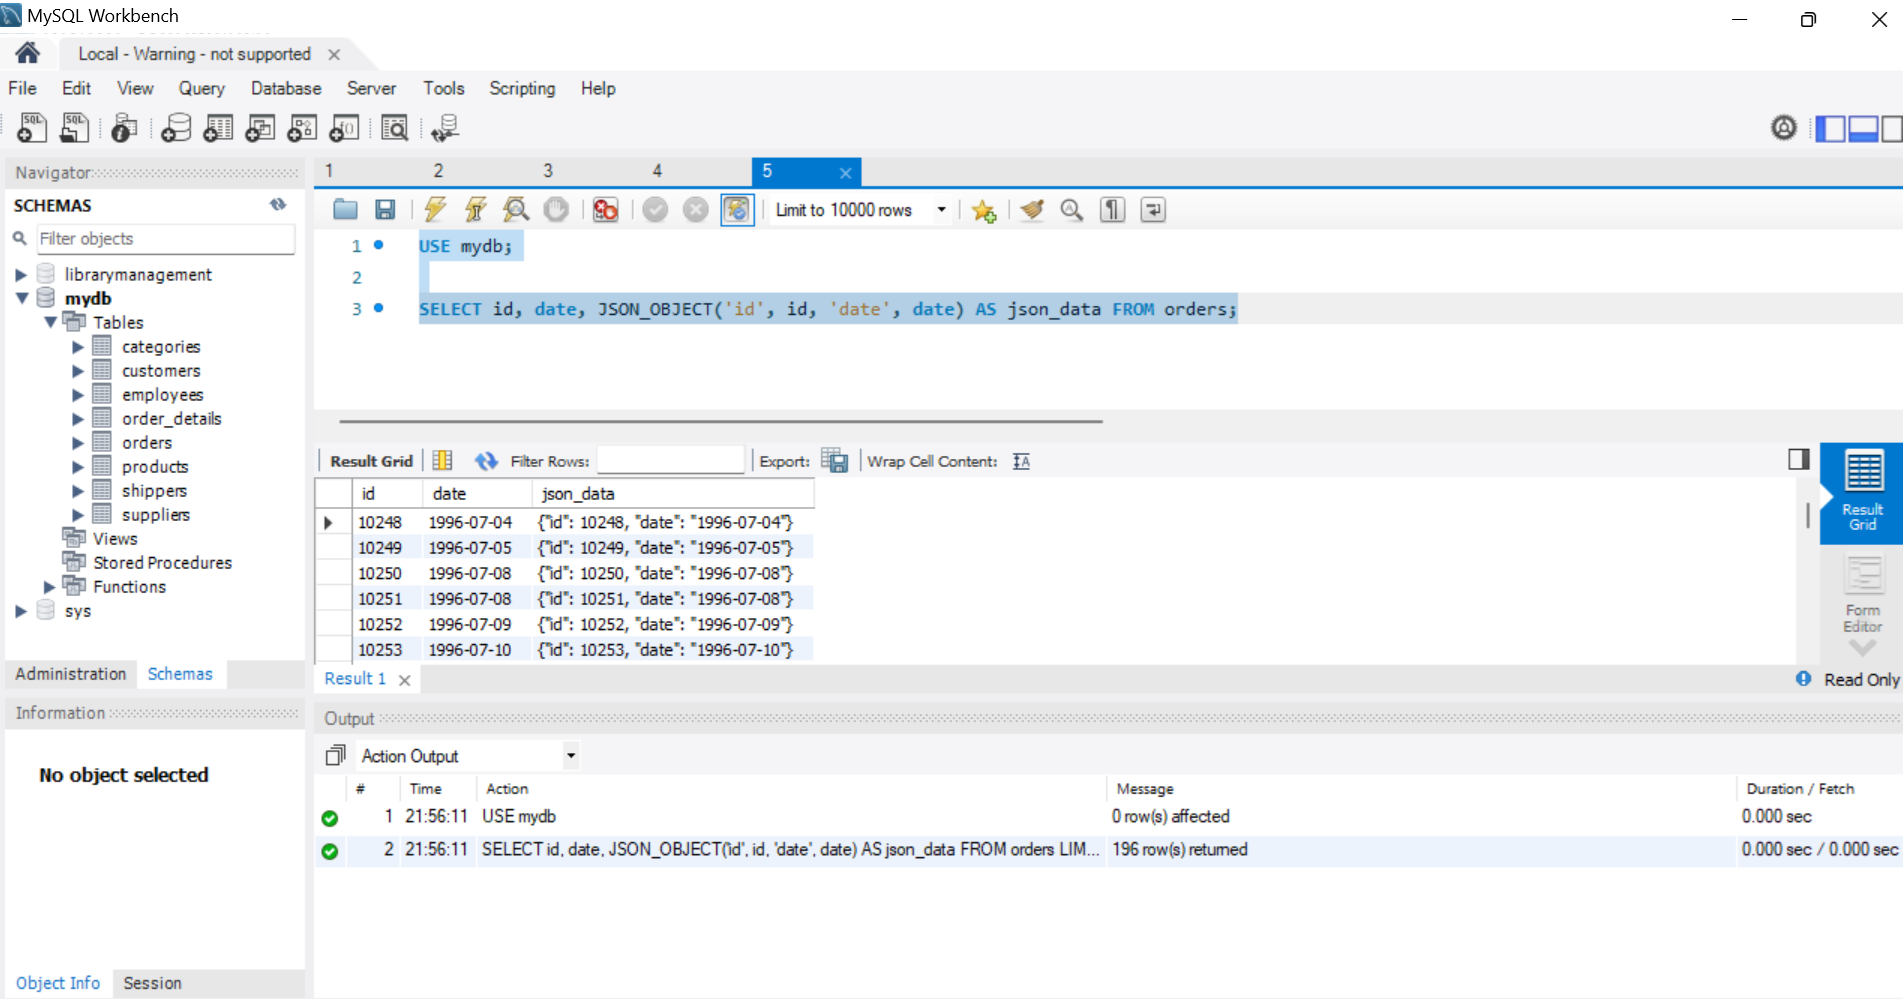 MySQL Workbench
Local - Warning - not supported
File Edit View Query Database Server Tools Scripting Help
Navigator
SCHEMAS
Filter objects
librarymanagement
mydb
Tables
categories
customers
employees
order_details
orders
products
shippers
suppliers
Views
Stored Procedures
Functions
sys
Administration Schemas
Information
No object selected
Object Info Session
1 2 3 4 5
Limit to 10000 rows
1 USE mydb;
2
3 SELECT id, date, JSON_OBJECT('id', id, 'date', date) AS json_data FROM orders;
Result Grid Filter Rows: Export: Wrap Cell Content:
id date json_data
10248 1996-07-04 {"id": 10248, "date": "1996-07-04"}
10249 1996-07-05 {"id": 10249, "date": "1996-07-05"}
10250 1996-07-08 {"id": 10250, "date": "1996-07-08"}
10251 1996-07-08 {"id": 10251, "date": "1996-07-08"}
10252 1996-07-09 {"id": 10252, "date": "1996-07-09"}
10253 1996-07-10 {"id": 10253, "date": "1996-07-10"}
Result
Grid
Form
Editor
Result 1
Read Only
Output
Action Output
# Time Action Message Duration / Fetch
1 21:56:11 USE mydb 0 row(s) affected 0.000 sec
2 21:56:11 SELECT id, date, JSON_OBJECT('id', id, 'date', date) AS json_data FROM orders LIM... 196 row(s) returned 0.000 sec / 0.000 sec